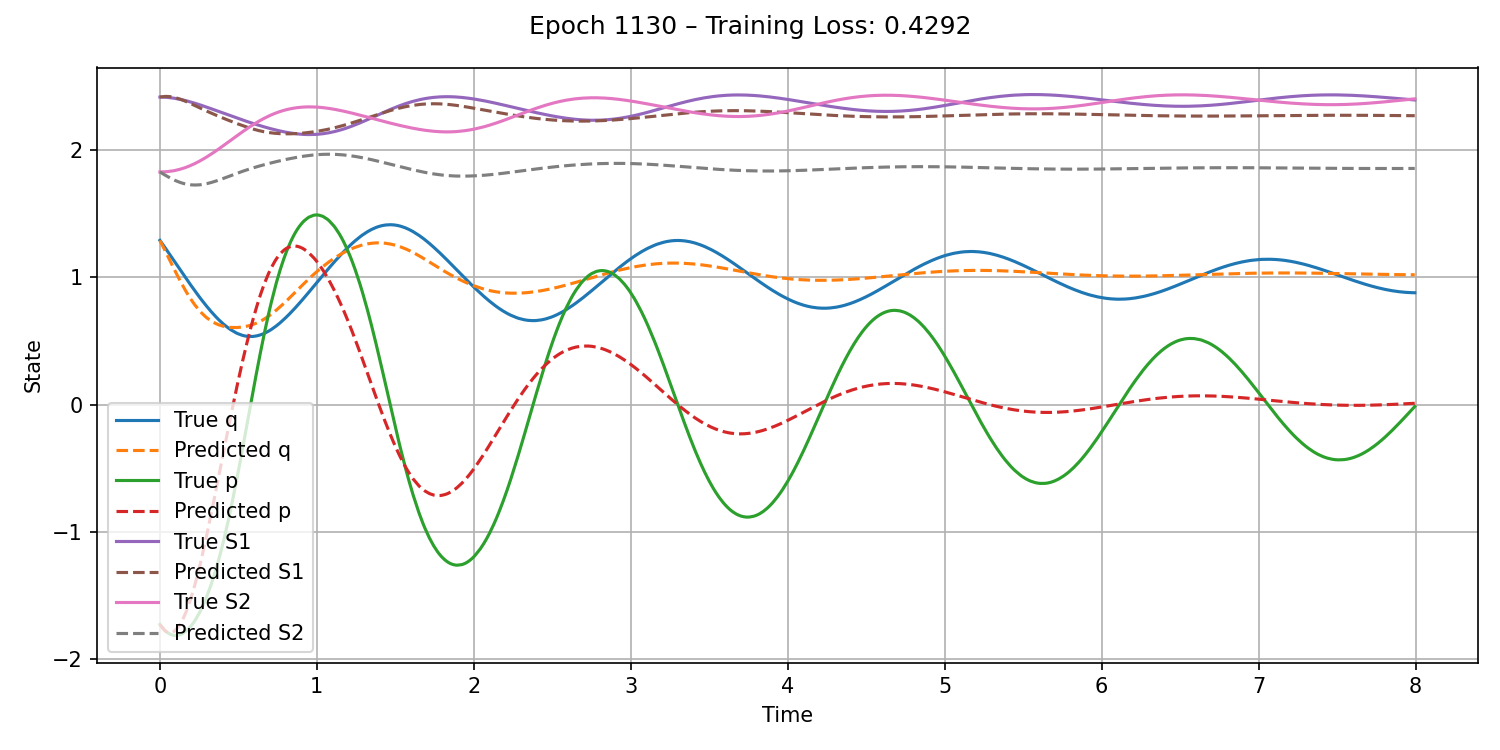 Epoch 1130 – Training Loss: 0.4292
State
2
1
0
−1
−2
True q
Predicted q
True p
Predicted p
True S1
Predicted S1
True S2
Predicted S2
0 1 2 3 4 5 6 7 8
Time